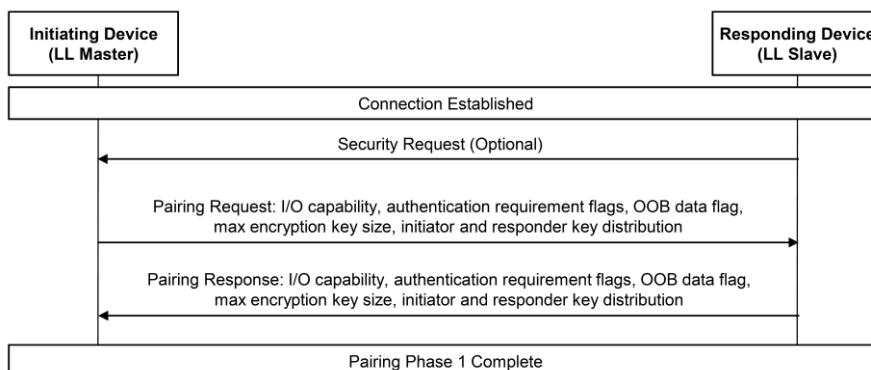 Initiating Device
(LL Master)
Responding Device
(LL Slave)
Connection Established
Security Request (Optional)
Pairing Request: I/O capability, authentication requirement flags, OOB data flag,
max encryption key size, initiator and responder key distribution
Pairing Response: I/O capability, authentication requirement flags, OOB data flag,
max encryption key size, initiator and responder key distribution
Pairing Phase 1 Complete